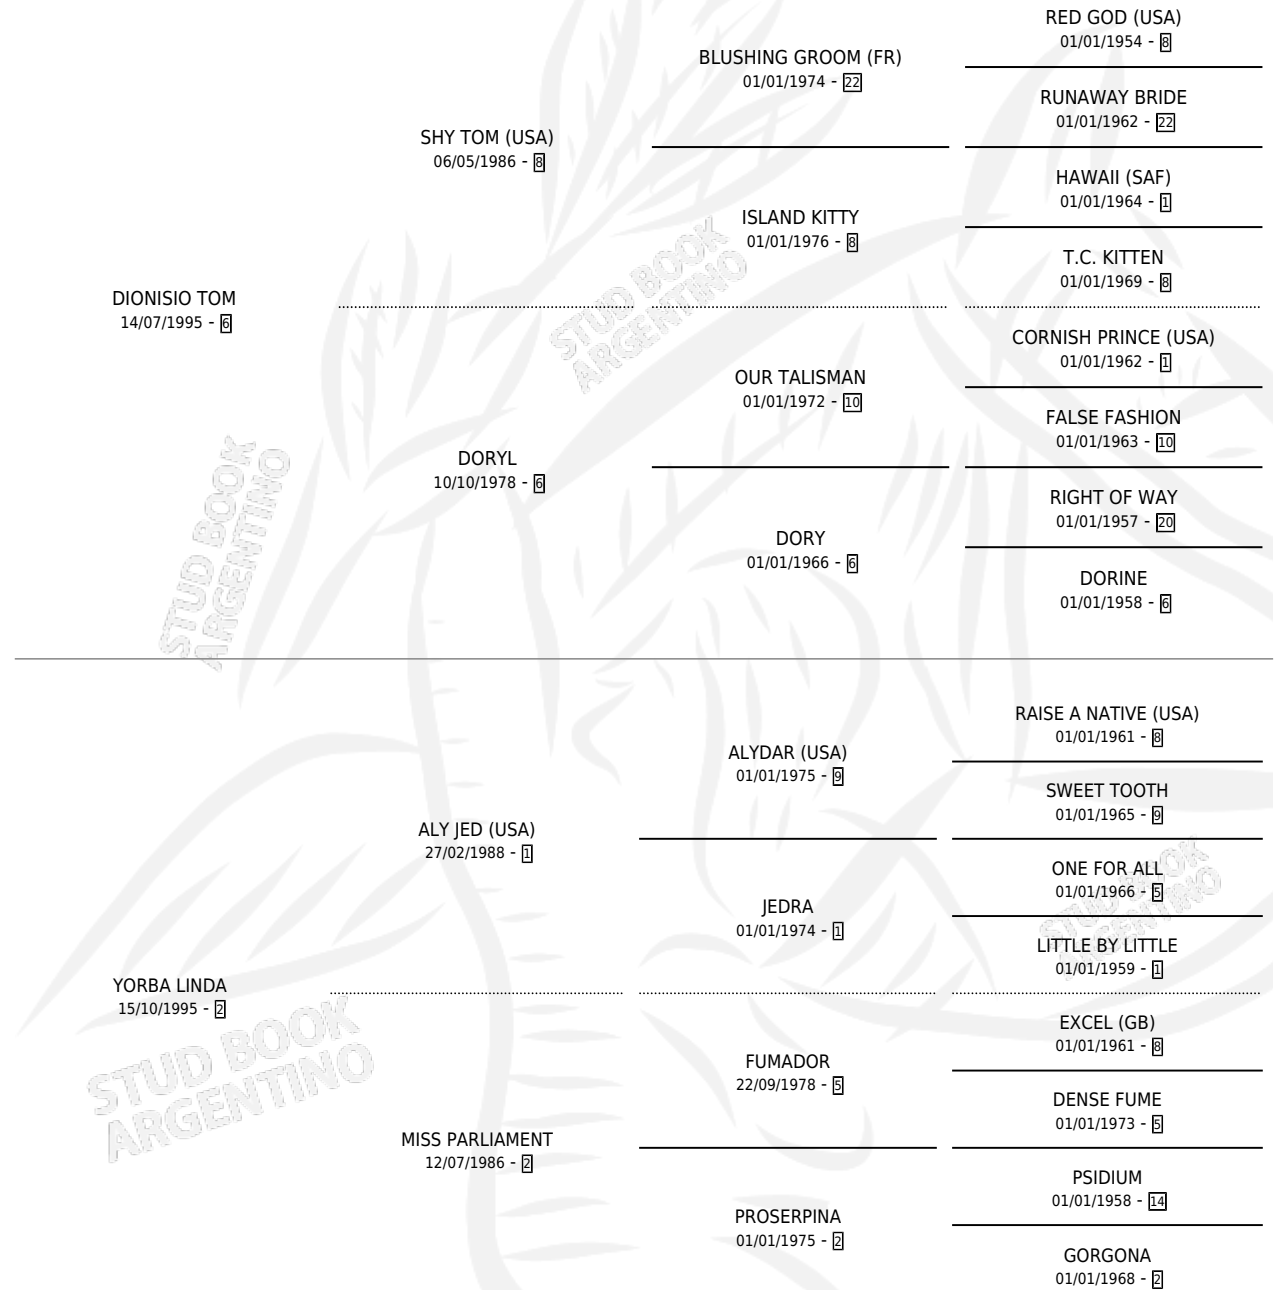 RED GOD (USA)
01/01/1954 - 8
BLUSHING GROOM (FR)
01/01/1974 - 22
RUNAWAY BRIDE
01/01/1962 - 22
SHY TOM (USA)
06/05/1986 - 8
HAWAII (SAF)
01/01/1964 - 1
ISLAND KITTY
01/01/1976 - 8
T.C. KITTEN
01/01/1969 - 8
STUD BOOK
ARGENTINO
DIONISIO TOM
14/07/1995 - 6
CORNISH PRINCE (USA)
01/01/1962 - 1
OUR TALISMAN
01/01/1972 - 10
FALSE FASHION
01/01/1963 - 10
DORYL
10/10/1978 - 6
RIGHT OF WAY
01/01/1957 - 20
DORY
01/01/1966 - 6
DORINE
01/01/1958 - 6
STUD BOOK
ARGENTINO
RAISE A NATIVE (USA)
01/01/1961 - 8
ALYDAR (USA)
01/01/1975 - 9
SWEET TOOTH
01/01/1965 - 9
ALY JED (USA)
27/02/1988 - 1
ONE FOR ALL
01/01/1966 - 5
JEDRA
01/01/1974 - 1
LITTLE BY LITTLE
01/01/1959 - 1
STUD BOOK
ARGENTINO
YORBA LINDA
15/10/1995 - 2
EXCEL (GB)
01/01/1961 - 8
FUMADOR
22/09/1978 - 5
DENSE FUME
01/01/1973 - 5
MISS PARLIAMENT
12/07/1986 - 2
PSIDIUM
01/01/1958 - 14
PROSERPINA
01/01/1975 - 2
GORGONA
01/01/1968 - 2
STUD BOOK
ARGENTINO